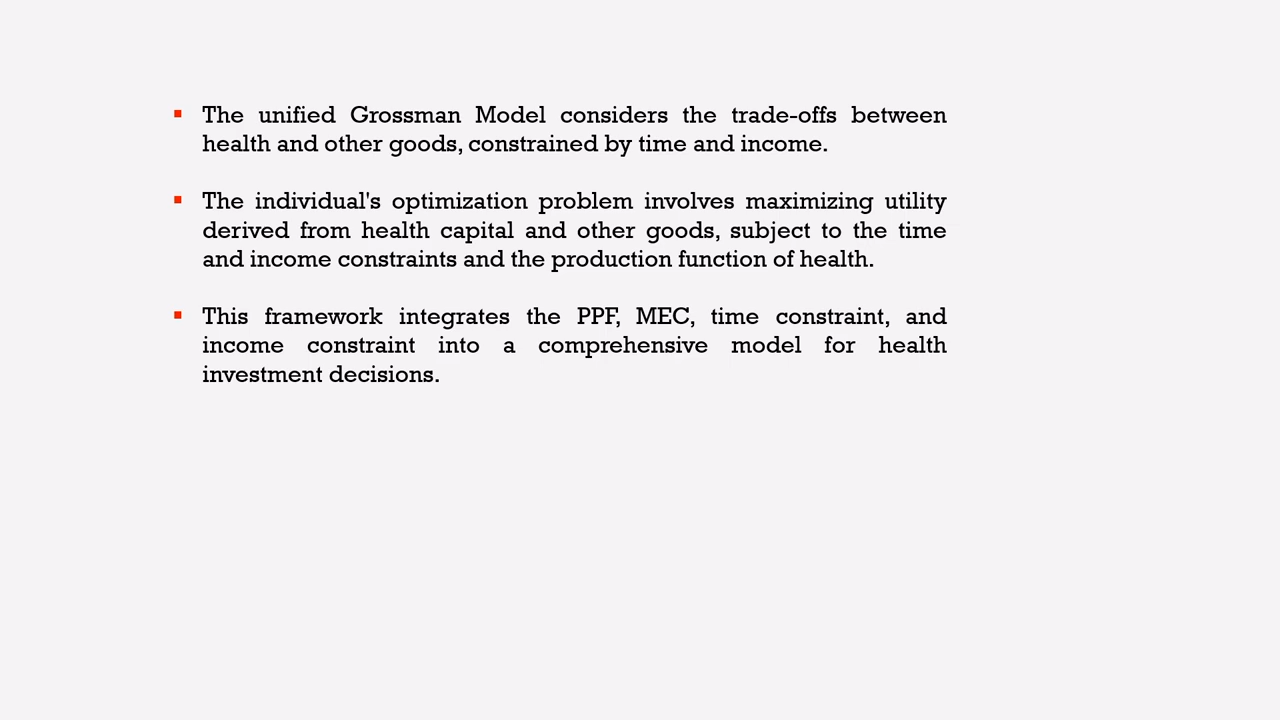 ▪ The unified Grossman Model considers the trade-offs between
health and other goods, constrained by time and income.
▪ The individual's optimization problem involves maximizing utility
derived from health capital and other goods, subject to the time
and income constraints and the production function of health.
▪ This framework integrates the PPF, MEC, time constraint, and
income constraint into a comprehensive model for health
investment decisions.